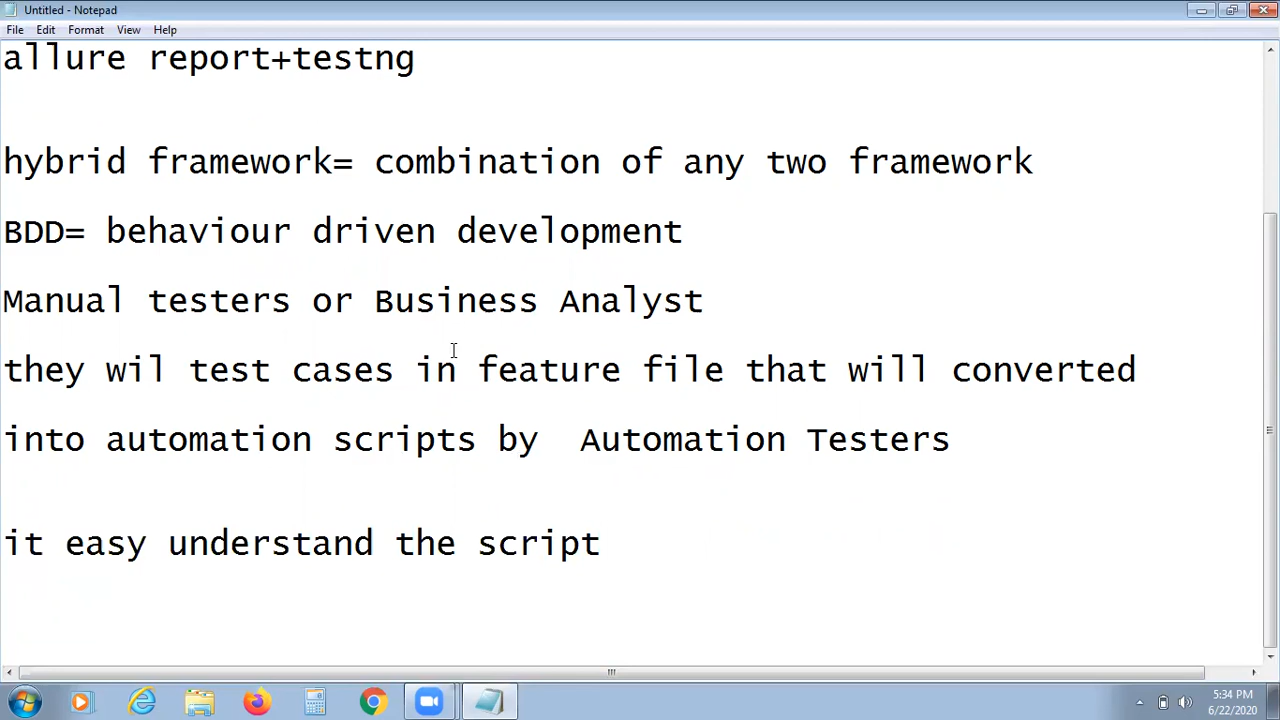 Untitled - Notepad
File Edit Format View Help
allure report+testng
hybrid framework= combination of any two framework
BDD= behaviour driven development
Manual testers or Business Analyst
they wil test cases in feature file that will converted
into automation scripts by  Automation Testers
it easy understand the script
5:34 PM
6/22/2020